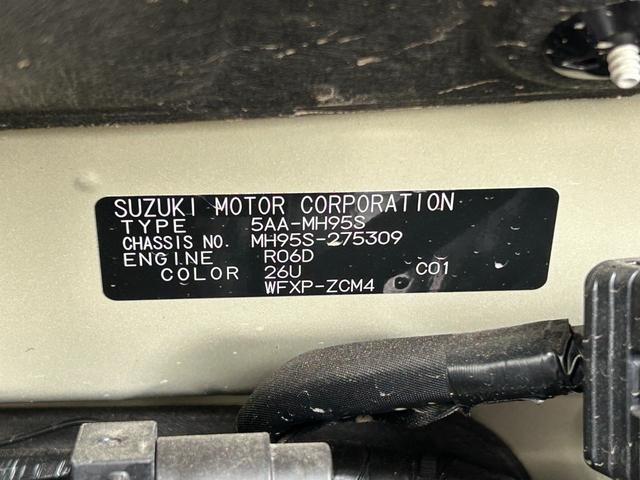 SUZUKI MOTOR CORPORATION
TYPE 5AA-MH95S
CHASSIS NO. MH95S-275309
ENGINE R06D
COLOR 26U C01
WFXP-ZCM4